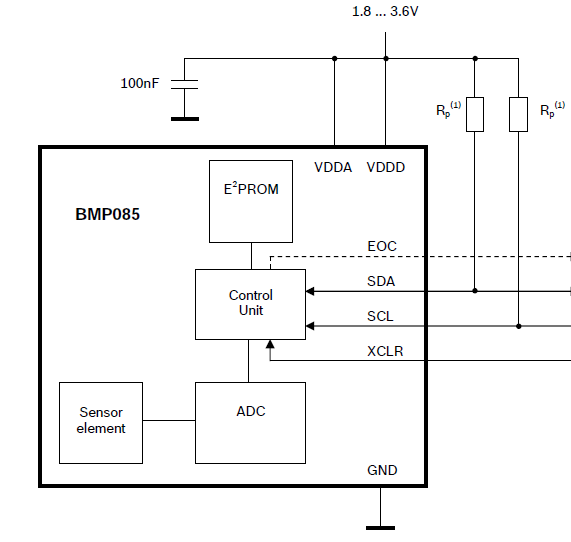 1.8 ... 3.6V
100nF
Rp(1)
Rp(1)
VDDA VDDD
E²PROM
BMP085
EOC
SDA
Control
Unit
SCL
XCLR
Sensor
element
ADC
GND